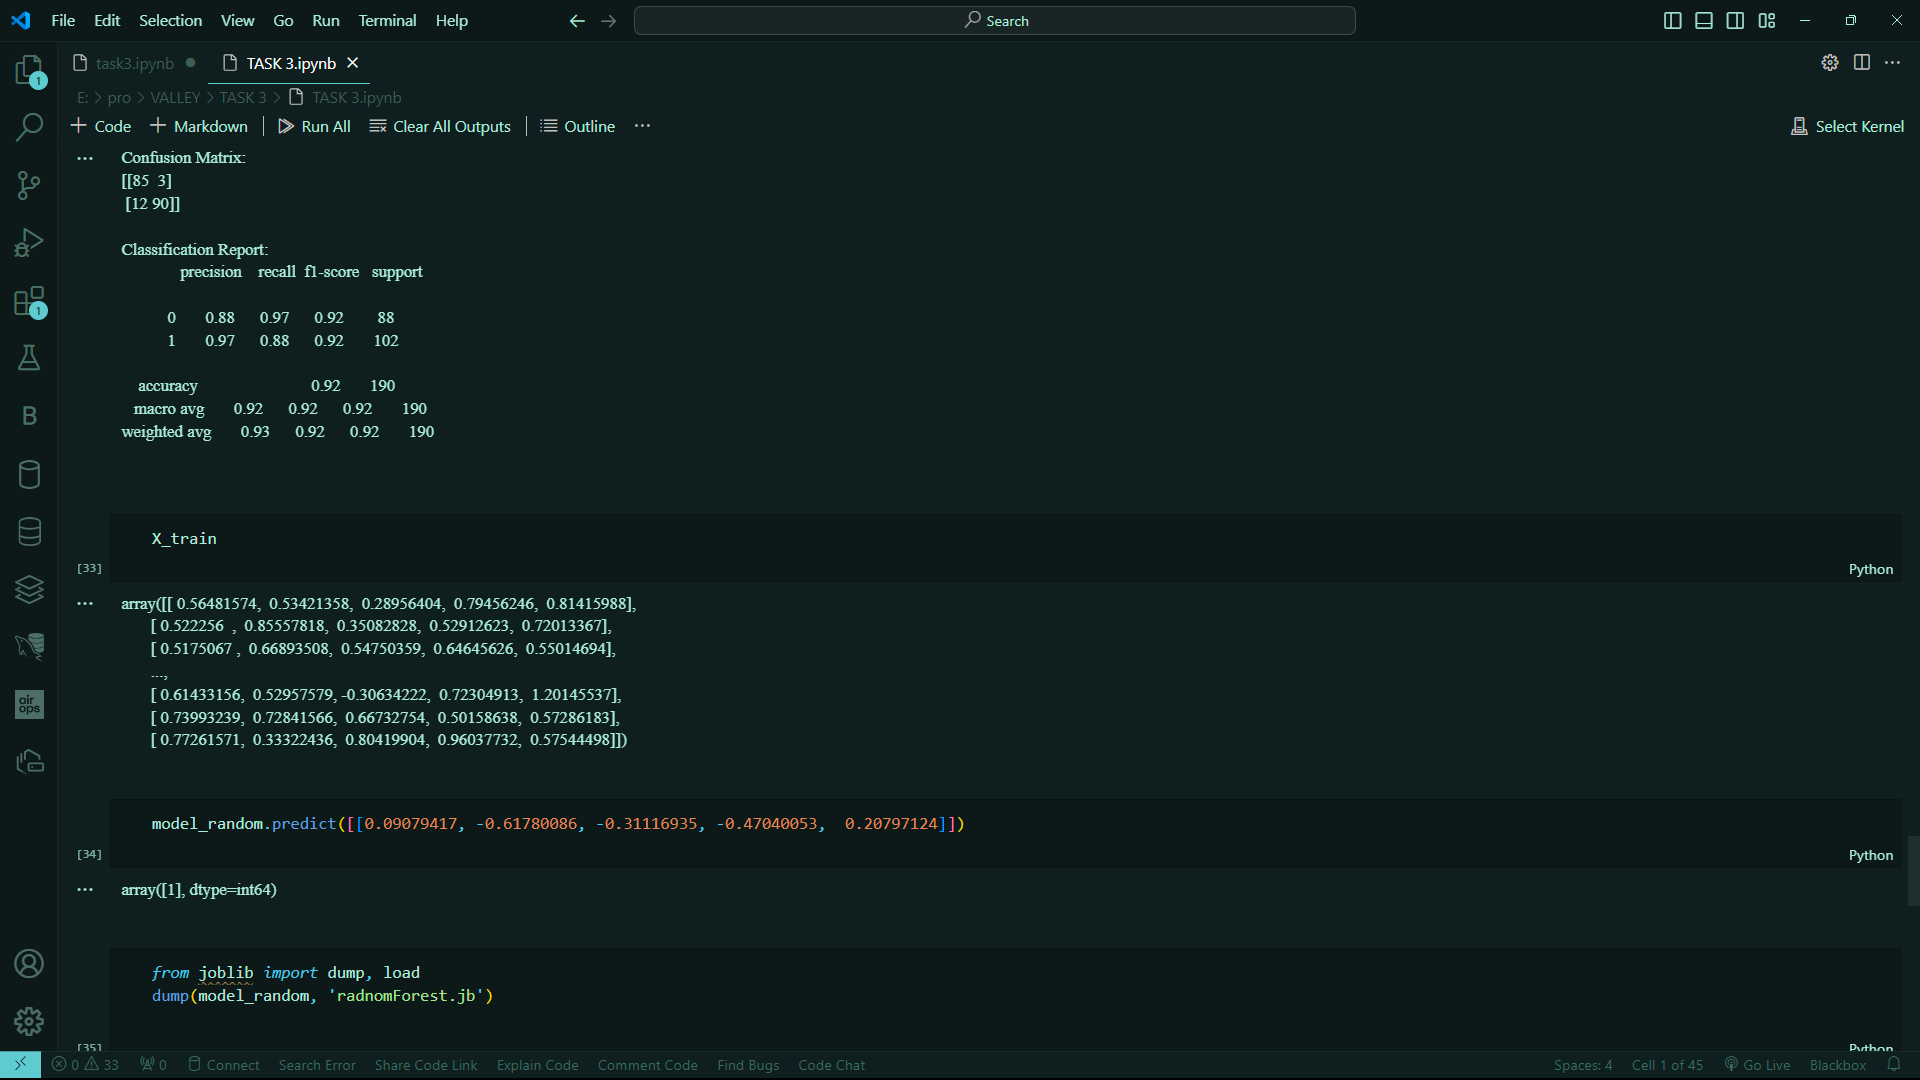 File Edit Selection View Go Run Terminal Help
Search
task3.ipynb
TASK 3.ipynb
E: > pro > VALLEY > TASK 3 > TASK 3.ipynb
+ Code + Markdown Run All Clear All Outputs Outline ...
Select Kernel
Confusion Matrix:
[[85 3]
[12 90]]
Classification Report:
precision recall f1-score support
0 0.88 0.97 0.92 88
1 0.97 0.88 0.92 102
accuracy 0.92 190
macro avg 0.92 0.92 0.92 190
weighted avg 0.93 0.92 0.92 190
X_train
[33]
Python
array([[ 0.56481574, 0.53421358, 0.28956404, 0.79456246, 0.81415988],
[ 0.522256 , 0.85557818, 0.35082828, 0.52912623, 0.72013367],
[ 0.5175067 , 0.66893508, 0.54750359, 0.64645626, 0.55014694],
...,
[ 0.61433156, 0.52957579, -0.30634222, 0.72304913, 1.20145537],
[ 0.73993239, 0.72841566, 0.66732754, 0.50158638, 0.57286183],
[ 0.77261571, 0.33322436, 0.80419904, 0.96037732, 0.57544498]])
model_random.predict([[0.09079417, -0.61780086, -0.31116935, -0.47040053, 0.20797124]])
[34]
Python
array([1], dtype=int64)
from joblib import dump, load
dump(model_random, 'radnomForest.jb')
[35]
Python
1
1
B
air
ops
0 33 0 Connect Search Error Share Code Link Explain Code Comment Code Find Bugs Code Chat
Spaces: 4 Cell 1 of 45 Go Live Blackbox